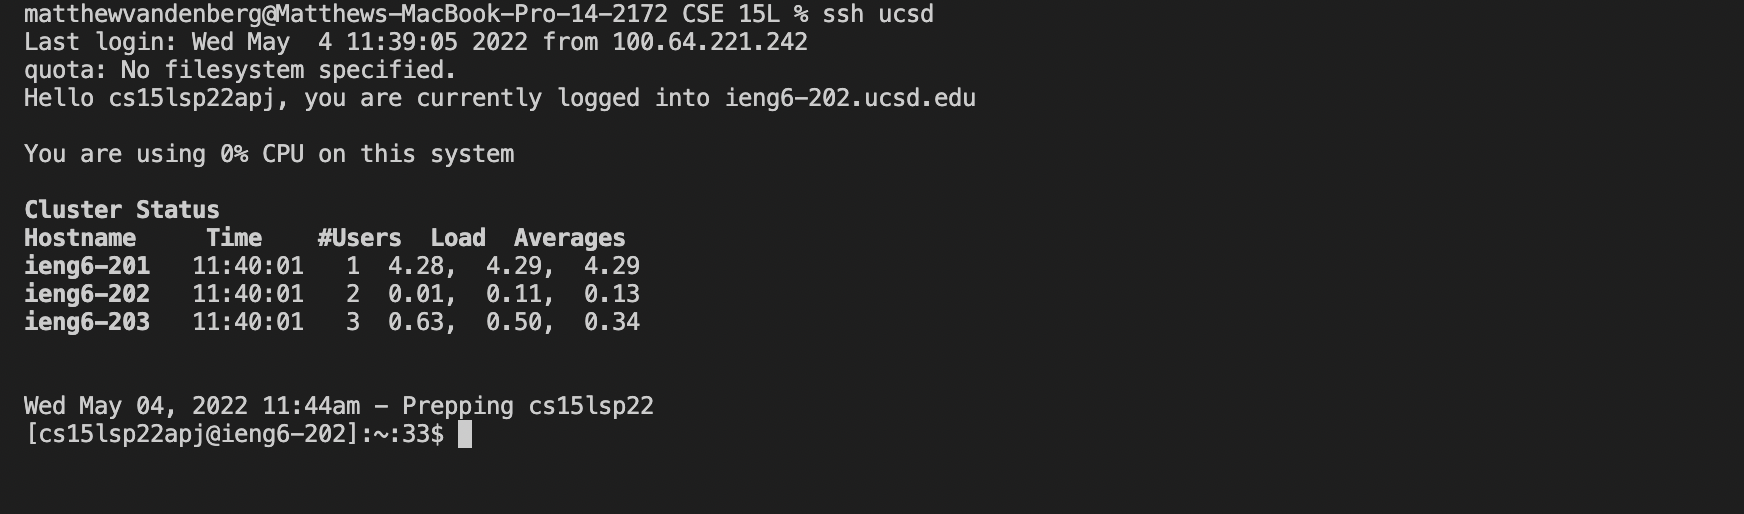 matthewvandenberg@Matthews-MacBook-Pro-14-2172 CSE 15L % ssh ucsd
Last login: Wed May  4 11:39:05 2022 from 100.64.221.242
quota: No filesystem specified.
Hello cs15lsp22apj, you are currently logged into ieng6-202.ucsd.edu
You are using 0% CPU on this system
Cluster Status
Hostname     Time    #Users  Load  Averages
ieng6-201   11:40:01   1  4.28,  4.29,  4.29
ieng6-202   11:40:01   2  0.01,  0.11,  0.13
ieng6-203   11:40:01   3  0.63,  0.50,  0.34
Wed May 04, 2022 11:44am - Prepping cs15lsp22
[cs15lsp22apj@ieng6-202]:~:33$